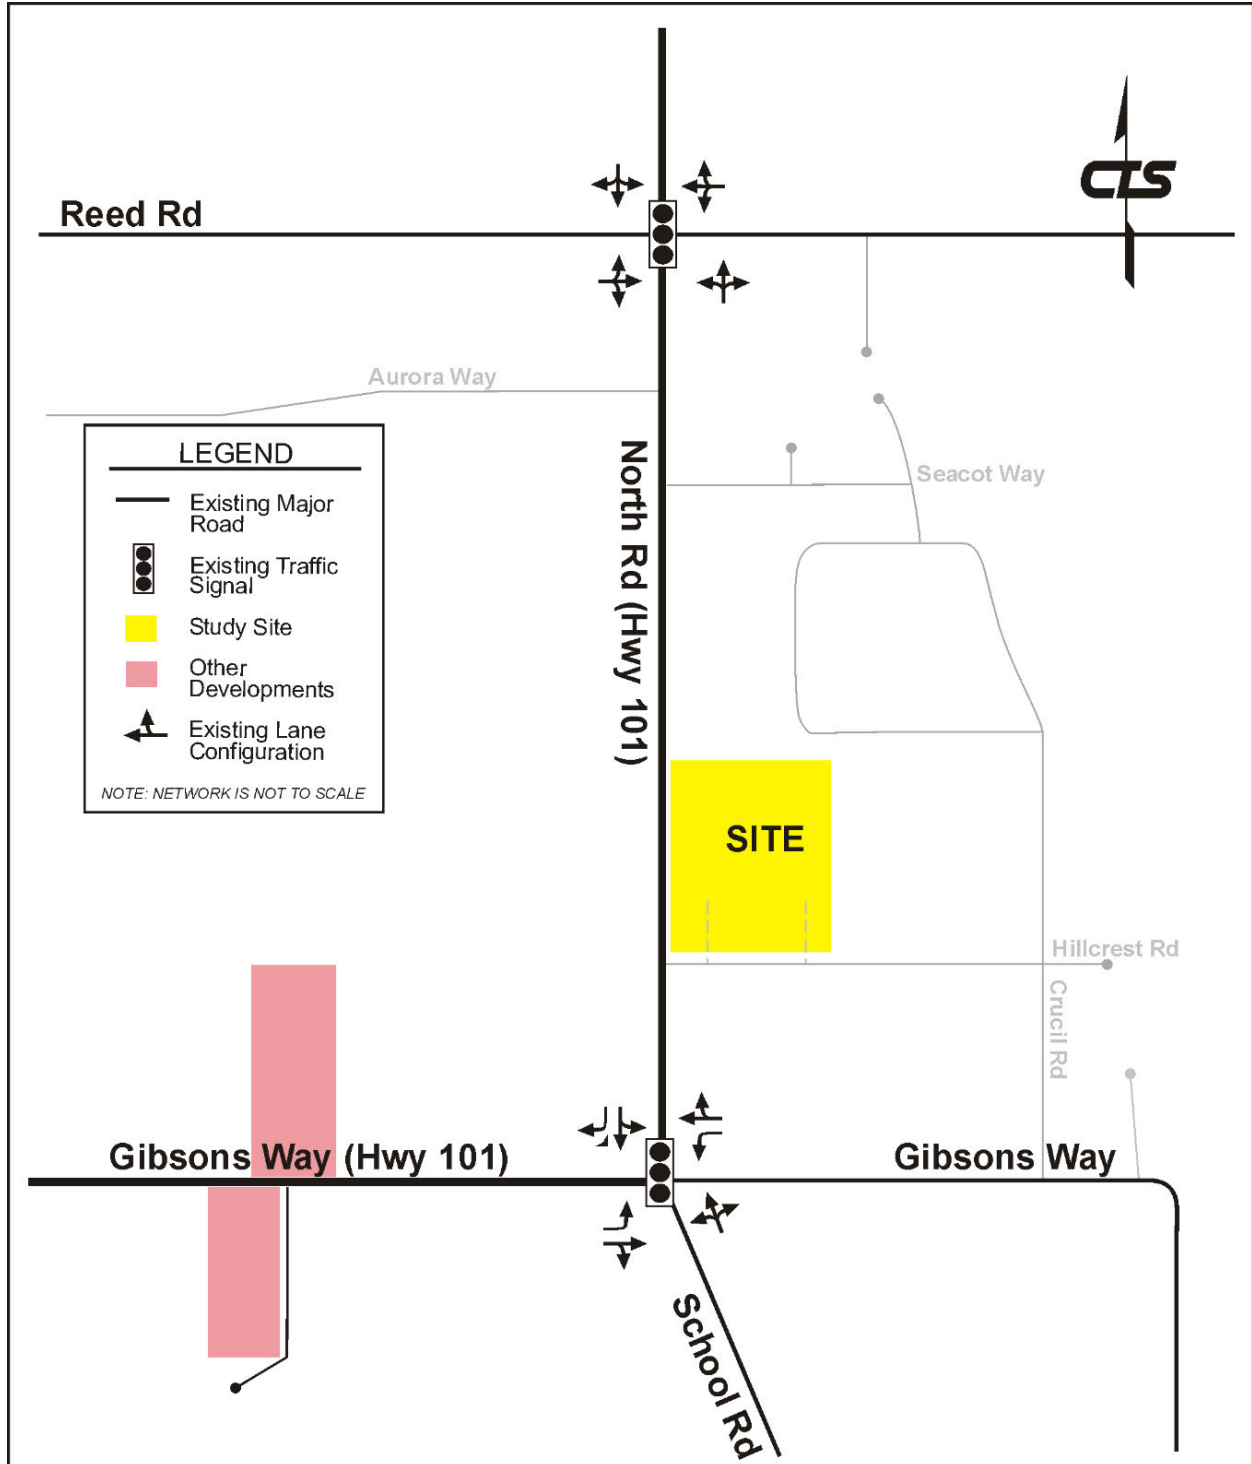 CTS
Reed Rd
Aurora Way
LEGEND
Existing Major
Road
Existing Traffic
Signal
Study Site
Other
Developments
Existing Lane
Configuration
NOTE: NETWORK IS NOT TO SCALE
North Rd (Hwy 101)
Seacot Way
SITE
Hillcrest Rd
Crucil Rd
Gibsons Way (Hwy 101)
Gibsons Way
School Rd